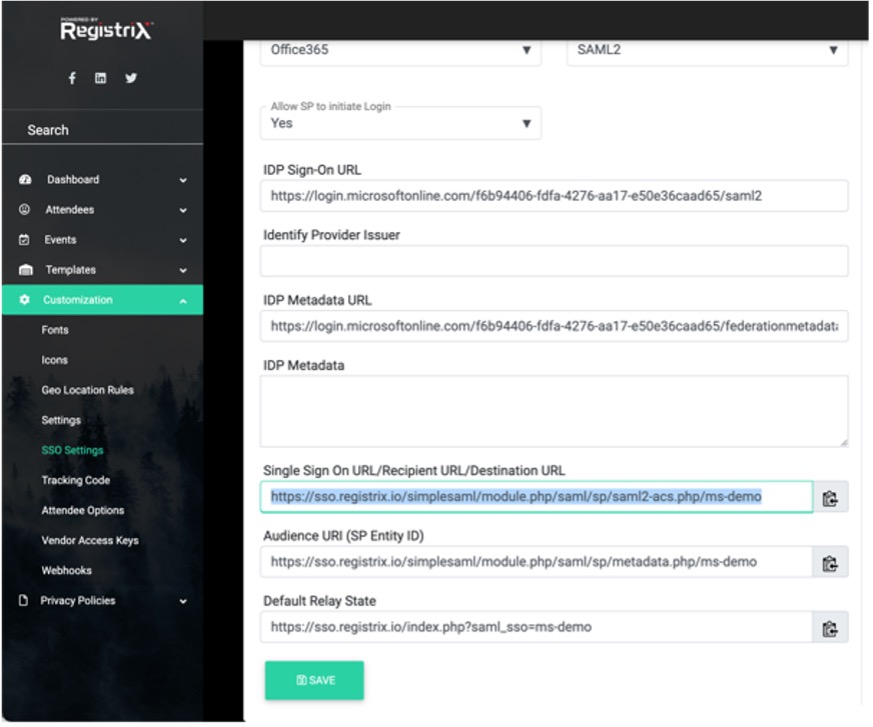 POWERED BY
RegistriX
Search
Dashboard
Attendees
Events
Templates
Customization
Fonts
Icons
Geo Location Rules
Settings
SSO Settings
Tracking Code
Attendee Options
Vendor Access Keys
Webhooks
Privacy Policies
Office365
SAML2
Allow SP to initiate Login
Yes
IDP Sign-On URL
https://login.microsoftonline.com/f6b94406-fdfa-4276-aa17-e50e36caad65/saml2
Identify Provider Issuer
IDP Metadata URL
https://login.microsoftonline.com/f6b94406-fdfa-4276-aa17-e50e36caad65/federationmetadata
IDP Metadata
Single Sign On URL/Recipient URL/Destination URL
https://sso.registrix.io/simplesaml/module.php/saml/sp/saml2-acs.php/ms-demo
Audience URI (SP Entity ID)
https://sso.registrix.io/simplesaml/module.php/saml/sp/metadata.php/ms-demo
Default Relay State
https://sso.registrix.io/index.php?saml_sso=ms-demo
SAVE